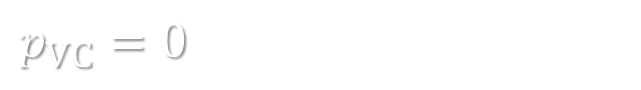 p_VC = 0